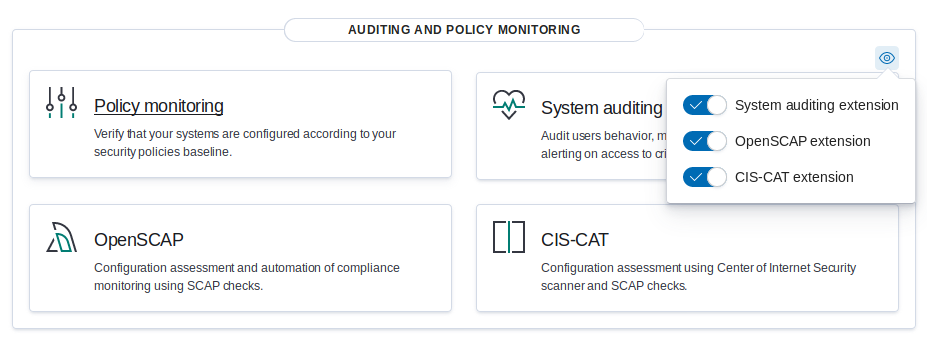 AUDITING AND POLICY MONITORING
Policy monitoring
Verify that your systems are configured according to your
security policies baseline.
System auditing
Audit users behavior,
alerting on access to
System auditing extension
OpenSCAP extension
CIS-CAT extension
OpenSCAP
Configuration assessment and automation of compliance
monitoring using SCAP checks.
CIS-CAT
Configuration assessment using Center of Internet Security
scanner and SCAP checks.